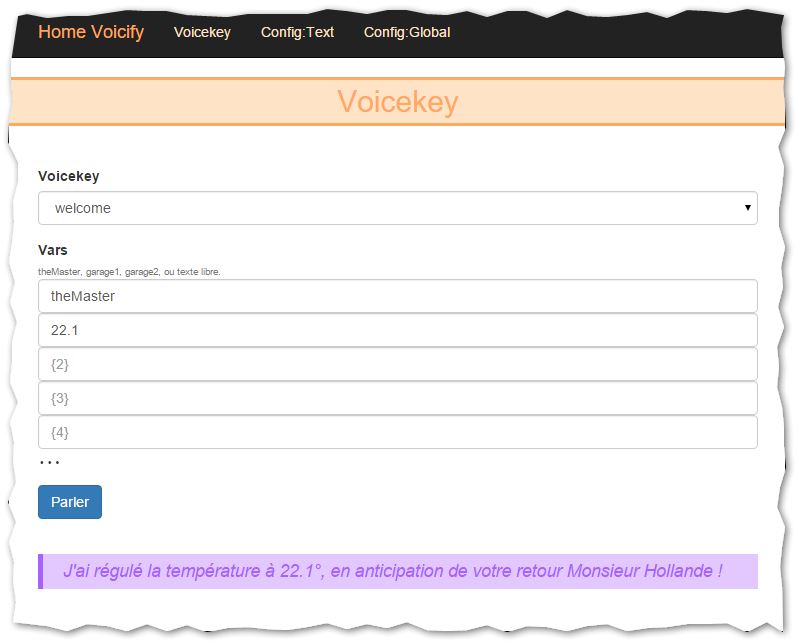 Home Voicify Voicekey Config:Text Config:Global
Voicekey
Voicekey
welcome
Vars
theMaster, garage1, garage2, ou texte libre.
theMaster
22.1
{2}
{3}
{4}
...
Parler
J'ai régulé la température à 22.1°, en anticipation de votre retour Monsieur Hollande !